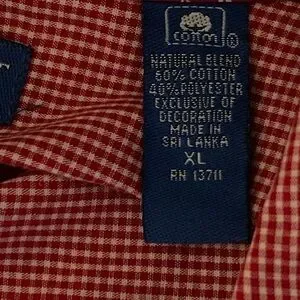 cotton ®
NATURAL BLEND
60% COTTON
40% POLYESTER
EXCLUSIVE OF
DECORATION
MADE IN
SRI LANKA
XL
RN 13711